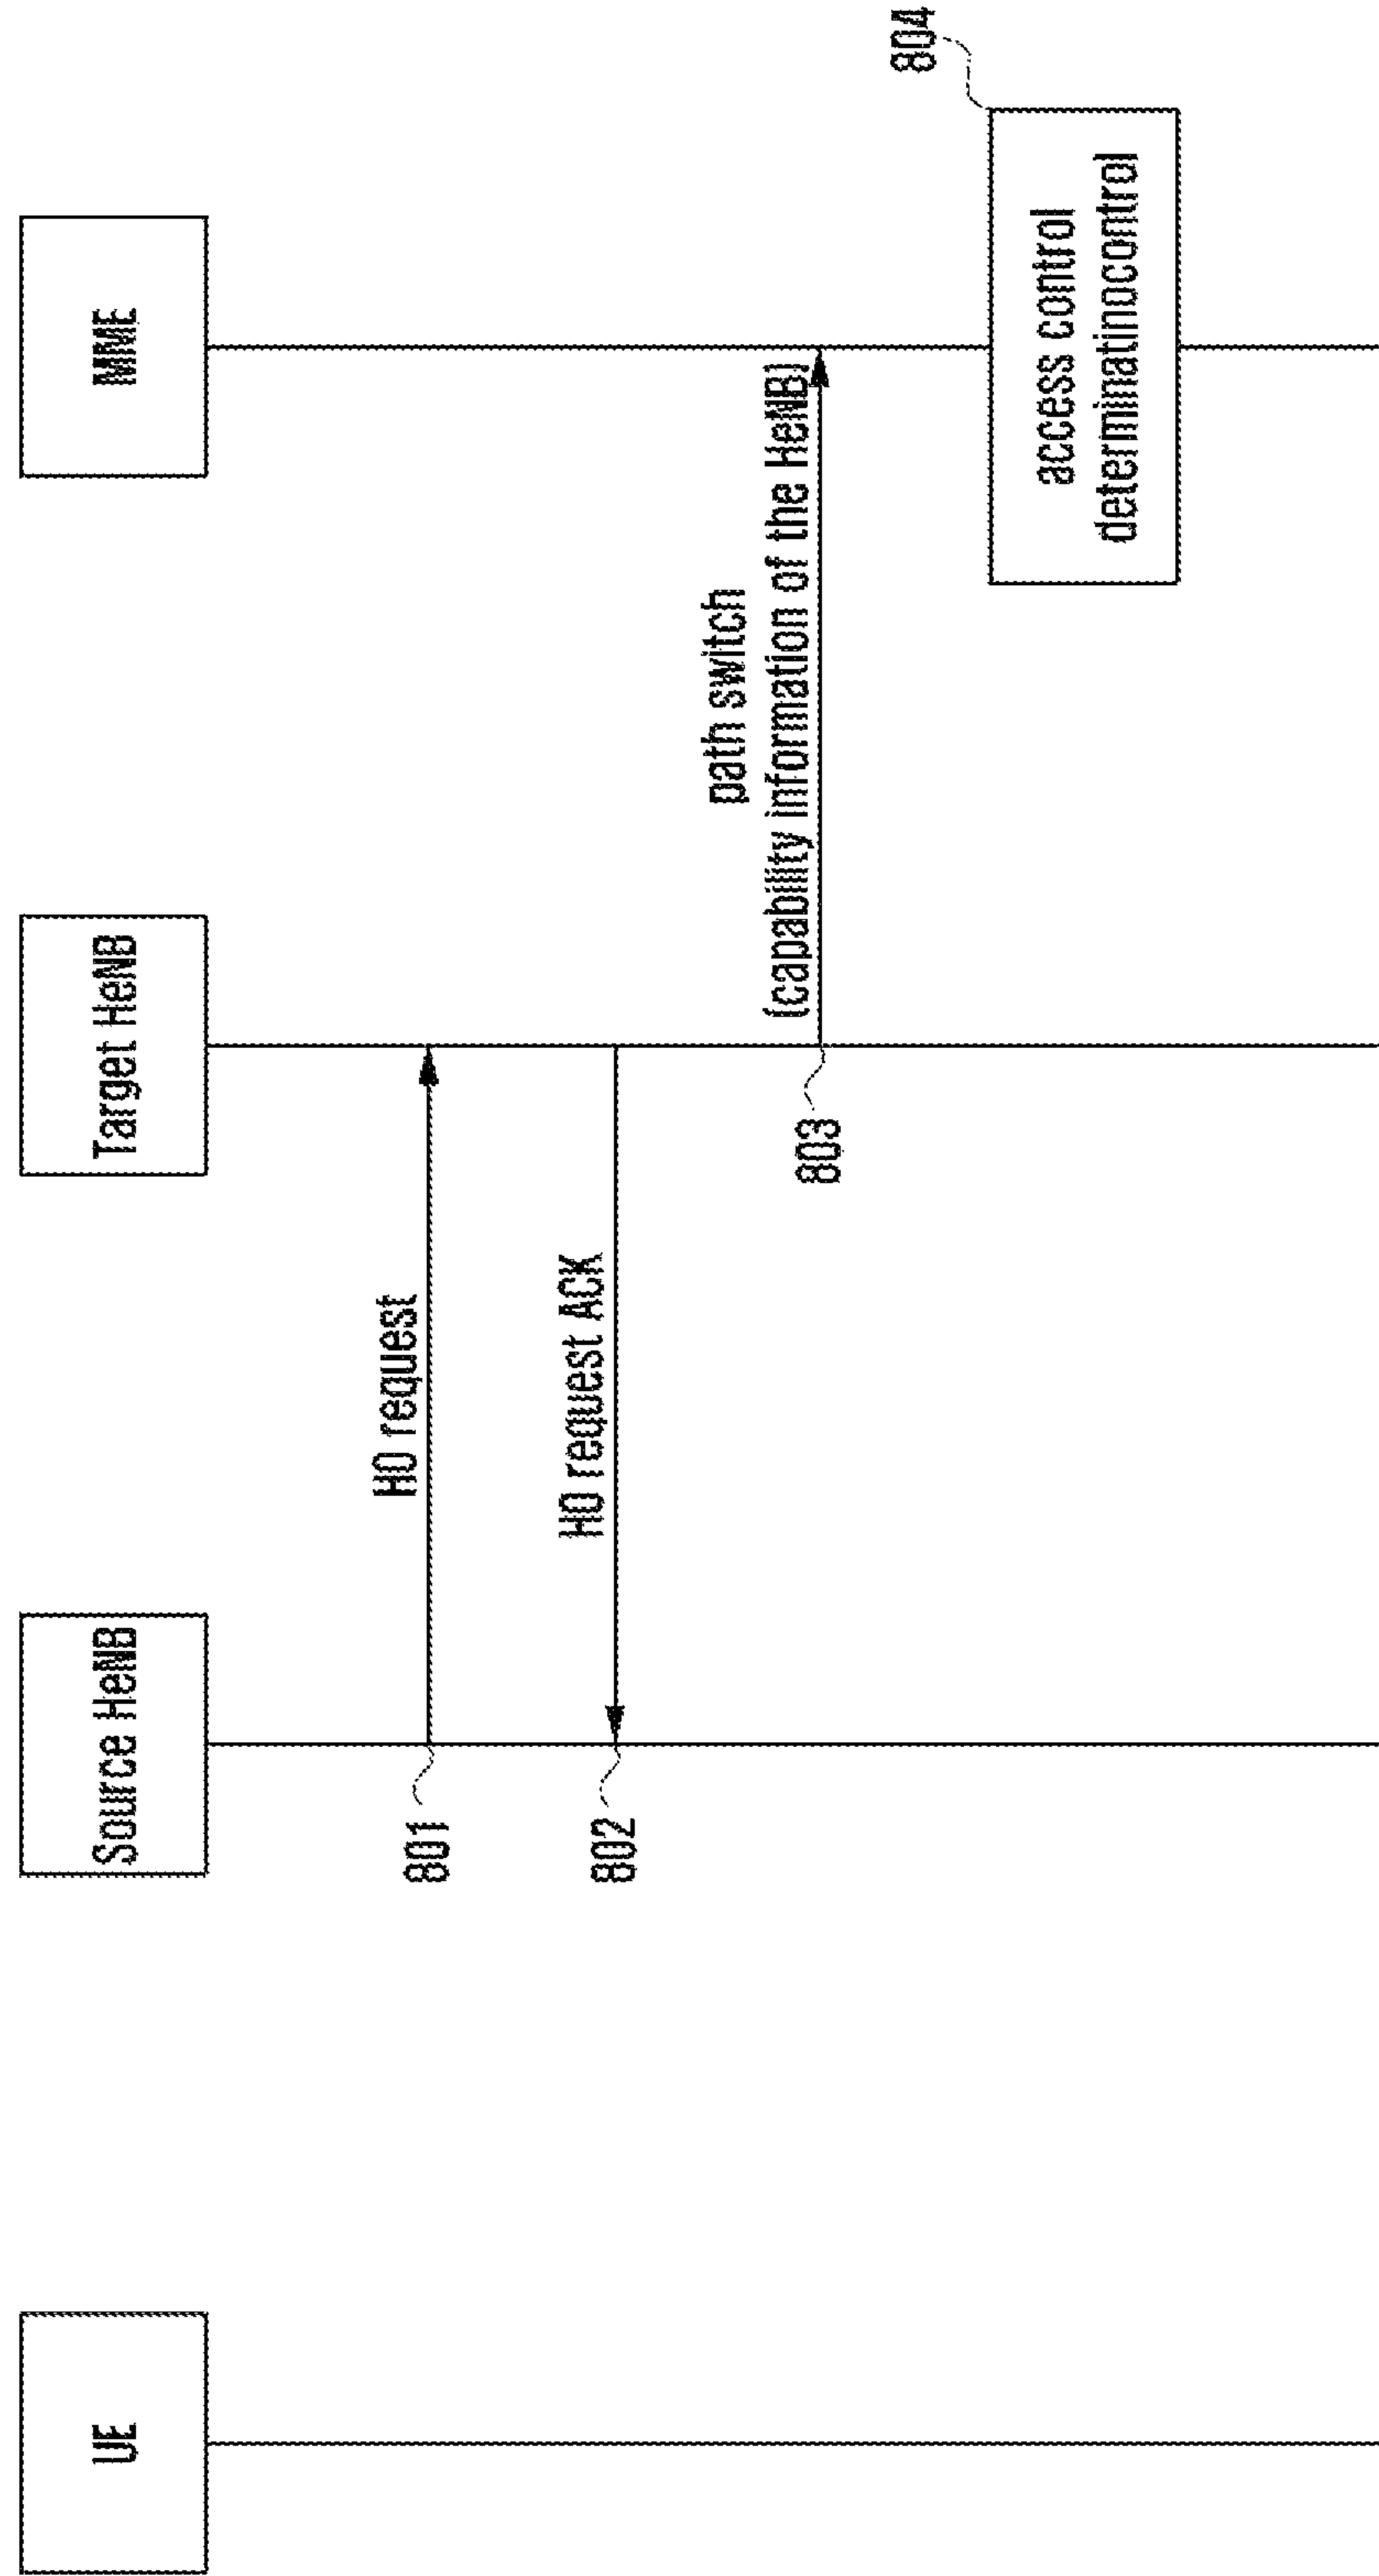 UE
Source HeNB
Target HeNB
MME
HO request
801
HO request ACK
802
path switch
(capability information of the HeNB)
803
804
access control
determinatinocontrol